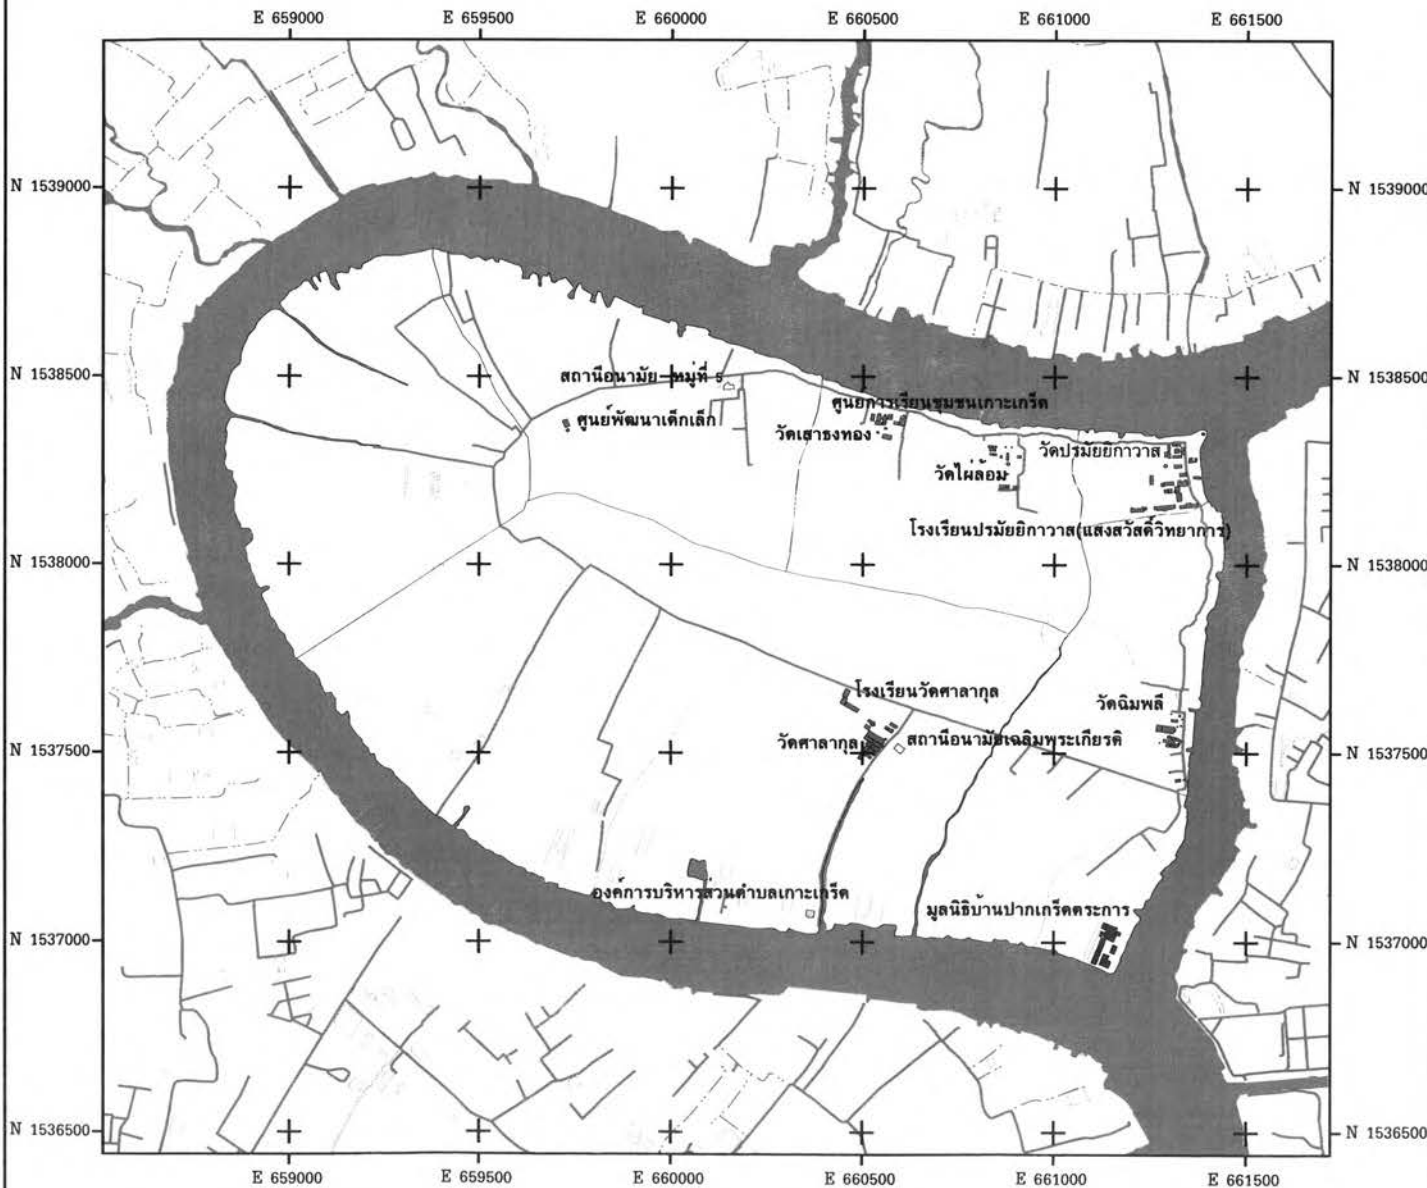 E 659000 E 659500 E 660000 E 660500 E 661000 E 661500
N 1539000 N 1539000
สถานีอนามัย หมู่ที่ 5
N 1538500 N 1538500
ศูนย์การเรียนชุมชนเกาะเกร็ด
ศูนย์พัฒนาเด็กเล็ก
วัดเสาธงทอง
วัดปรมัยยิกาวาส
วัดไผ่ล้อม
โรงเรียนปรมัยยิกาวาส(แสงสวัสดิ์วิทยาการ)
N 1538000 N 1538000
โรงเรียนวัดศาลากุล
วัดฉิมพลี
วัดศาลากุล
สถานีอนามัยเฉลิมพระเกียรติ
N 1537500 N 1537500
องค์การบริหารส่วนตำบลเกาะเกร็ด
มูลนิธิบ้านปากเกร็ดตระการ
N 1537000 N 1537000
N 1536500 N 1536500
E 659000 E 659500 E 660000 E 660500 E 661000 E 661500